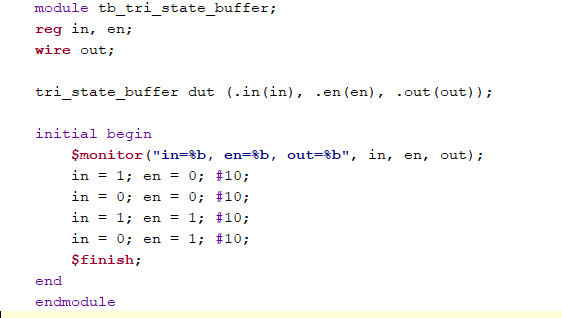 module tb_tri_state_buffer;
reg in, en;
wire out;
tri_state_buffer dut (.in(in), .en(en), .out(out));
initial begin
$monitor("in=%b, en=%b, out=%b", in, en, out);
in = 1; en = 0; #10;
in = 0; en = 0; #10;
in = 1; en = 1; #10;
in = 0; en = 1; #10;
$finish;
end
endmodule